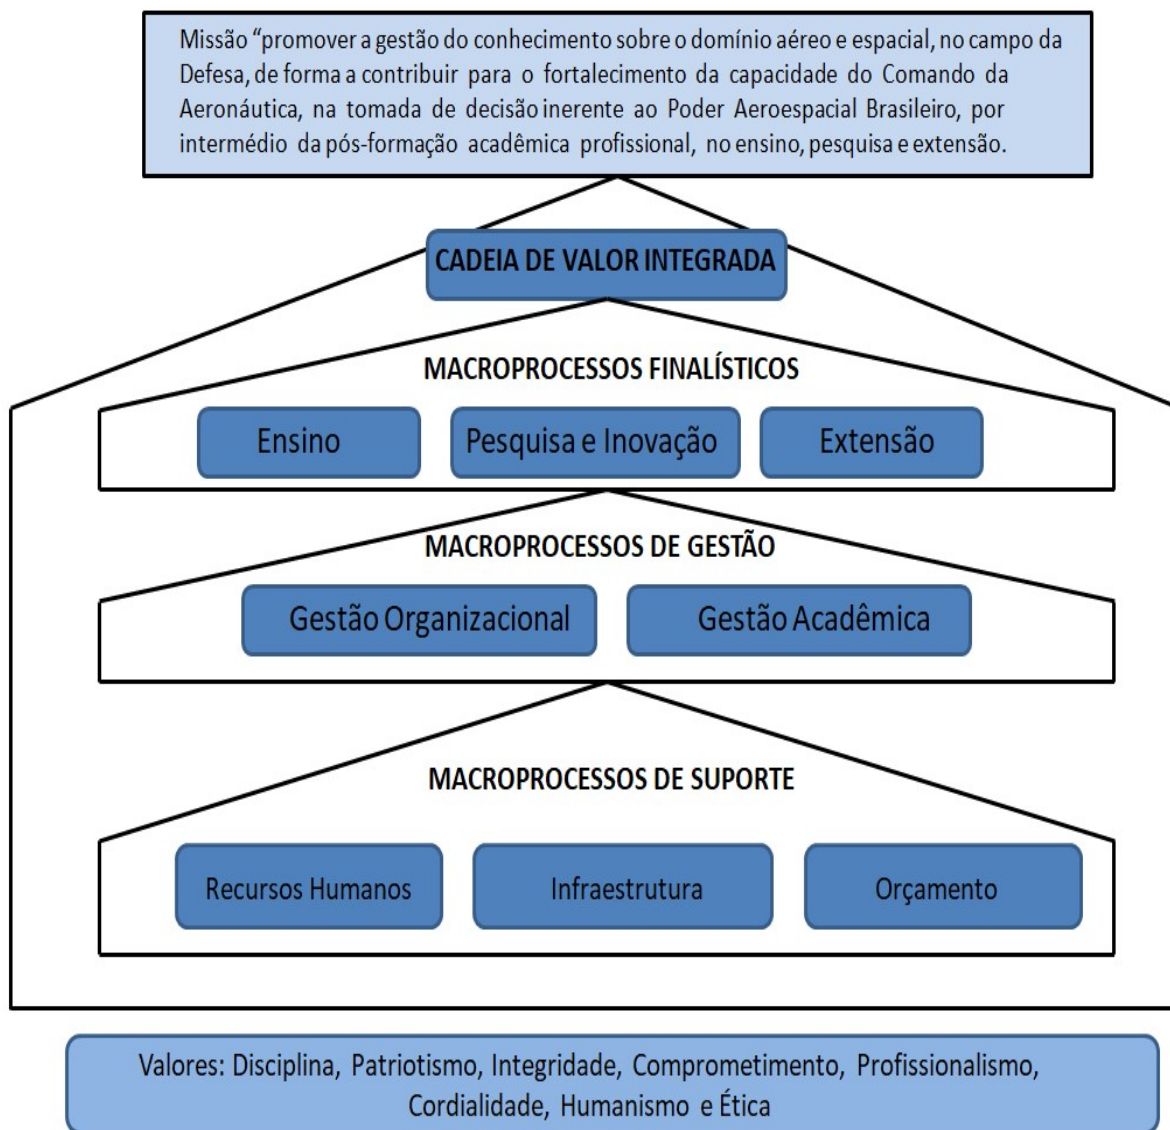 Missão “promover a gestão do conhecimento sobre o domínio aéreo e espacial, no campo da
Defesa, de forma a contribuir para o fortalecimento da capacidade do Comando da
Aeronáutica, na tomada de decisão inerente ao Poder Aeroespacial Brasileiro, por
intermédio da pós-formação acadêmica profissional, no ensino, pesquisa e extensão.
CADEIA DE VALOR INTEGRADA
MACROPROCESSOS FINALÍSTICOS
Ensino
Pesquisa e Inovação
Extensão
MACROPROCESSOS DE GESTÃO
Gestão Organizacional
Gestão Acadêmica
MACROPROCESSOS DE SUPORTE
Recursos Humanos
Infraestrutura
Orçamento
Valores: Disciplina, Patriotismo, Integridade, Comprometimento, Profissionalismo,
Cordialidade, Humanismo e Ética